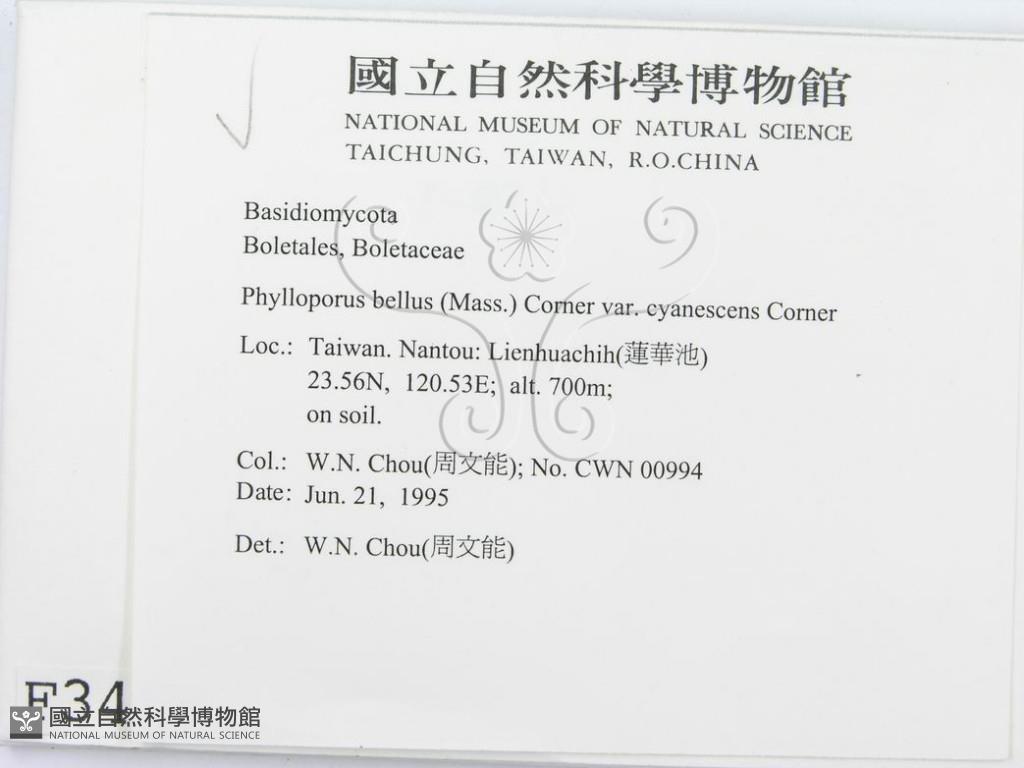 國立自然科學博物館
NATIONAL MUSEUM OF NATURAL SCIENCE
TAICHUNG, TAIWAN, R.O.CHINA
Basidiomycota
Boletales, Boletaceae
Phylloporus bellus (Mass.) Corner var. cyanescens Corner
Loc.: Taiwan. Nantou: Lienhuachih(蓮華池)
23.56N, 120.53E; alt. 700m;
on soil.
Col.: W.N. Chou(周文能); No. CWN 00994
Date: Jun. 21, 1995
Det.: W.N. Chou(周文能)
F34
國立自然科學博物館
NATIONAL MUSEUM OF NATURAL SCIENCE